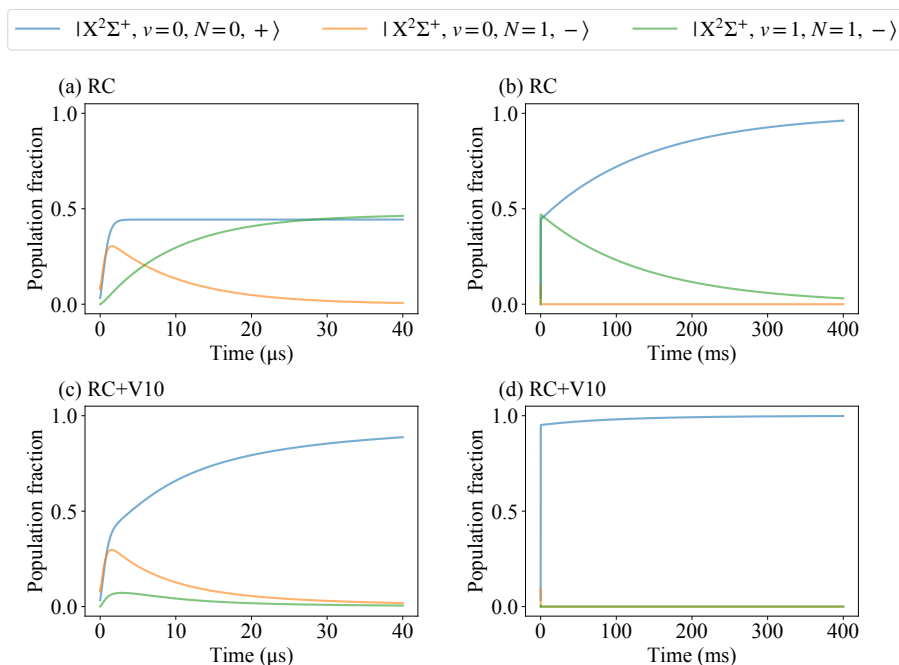 |X²Σ⁺, v=0, N=0, +⟩ |X²Σ⁺, v=0, N=1, −⟩ |X²Σ⁺, v=1, N=1, −⟩
(a) RC
1.0
0.5
0.0
Population fraction
0 10 20 30 40
Time (μs)
(b) RC
1.0
0.5
0.0
Population fraction
0 100 200 300 400
Time (ms)
(c) RC+V10
1.0
0.5
0.0
Population fraction
0 10 20 30 40
Time (μs)
(d) RC+V10
1.0
0.5
0.0
Population fraction
0 100 200 300 400
Time (ms)